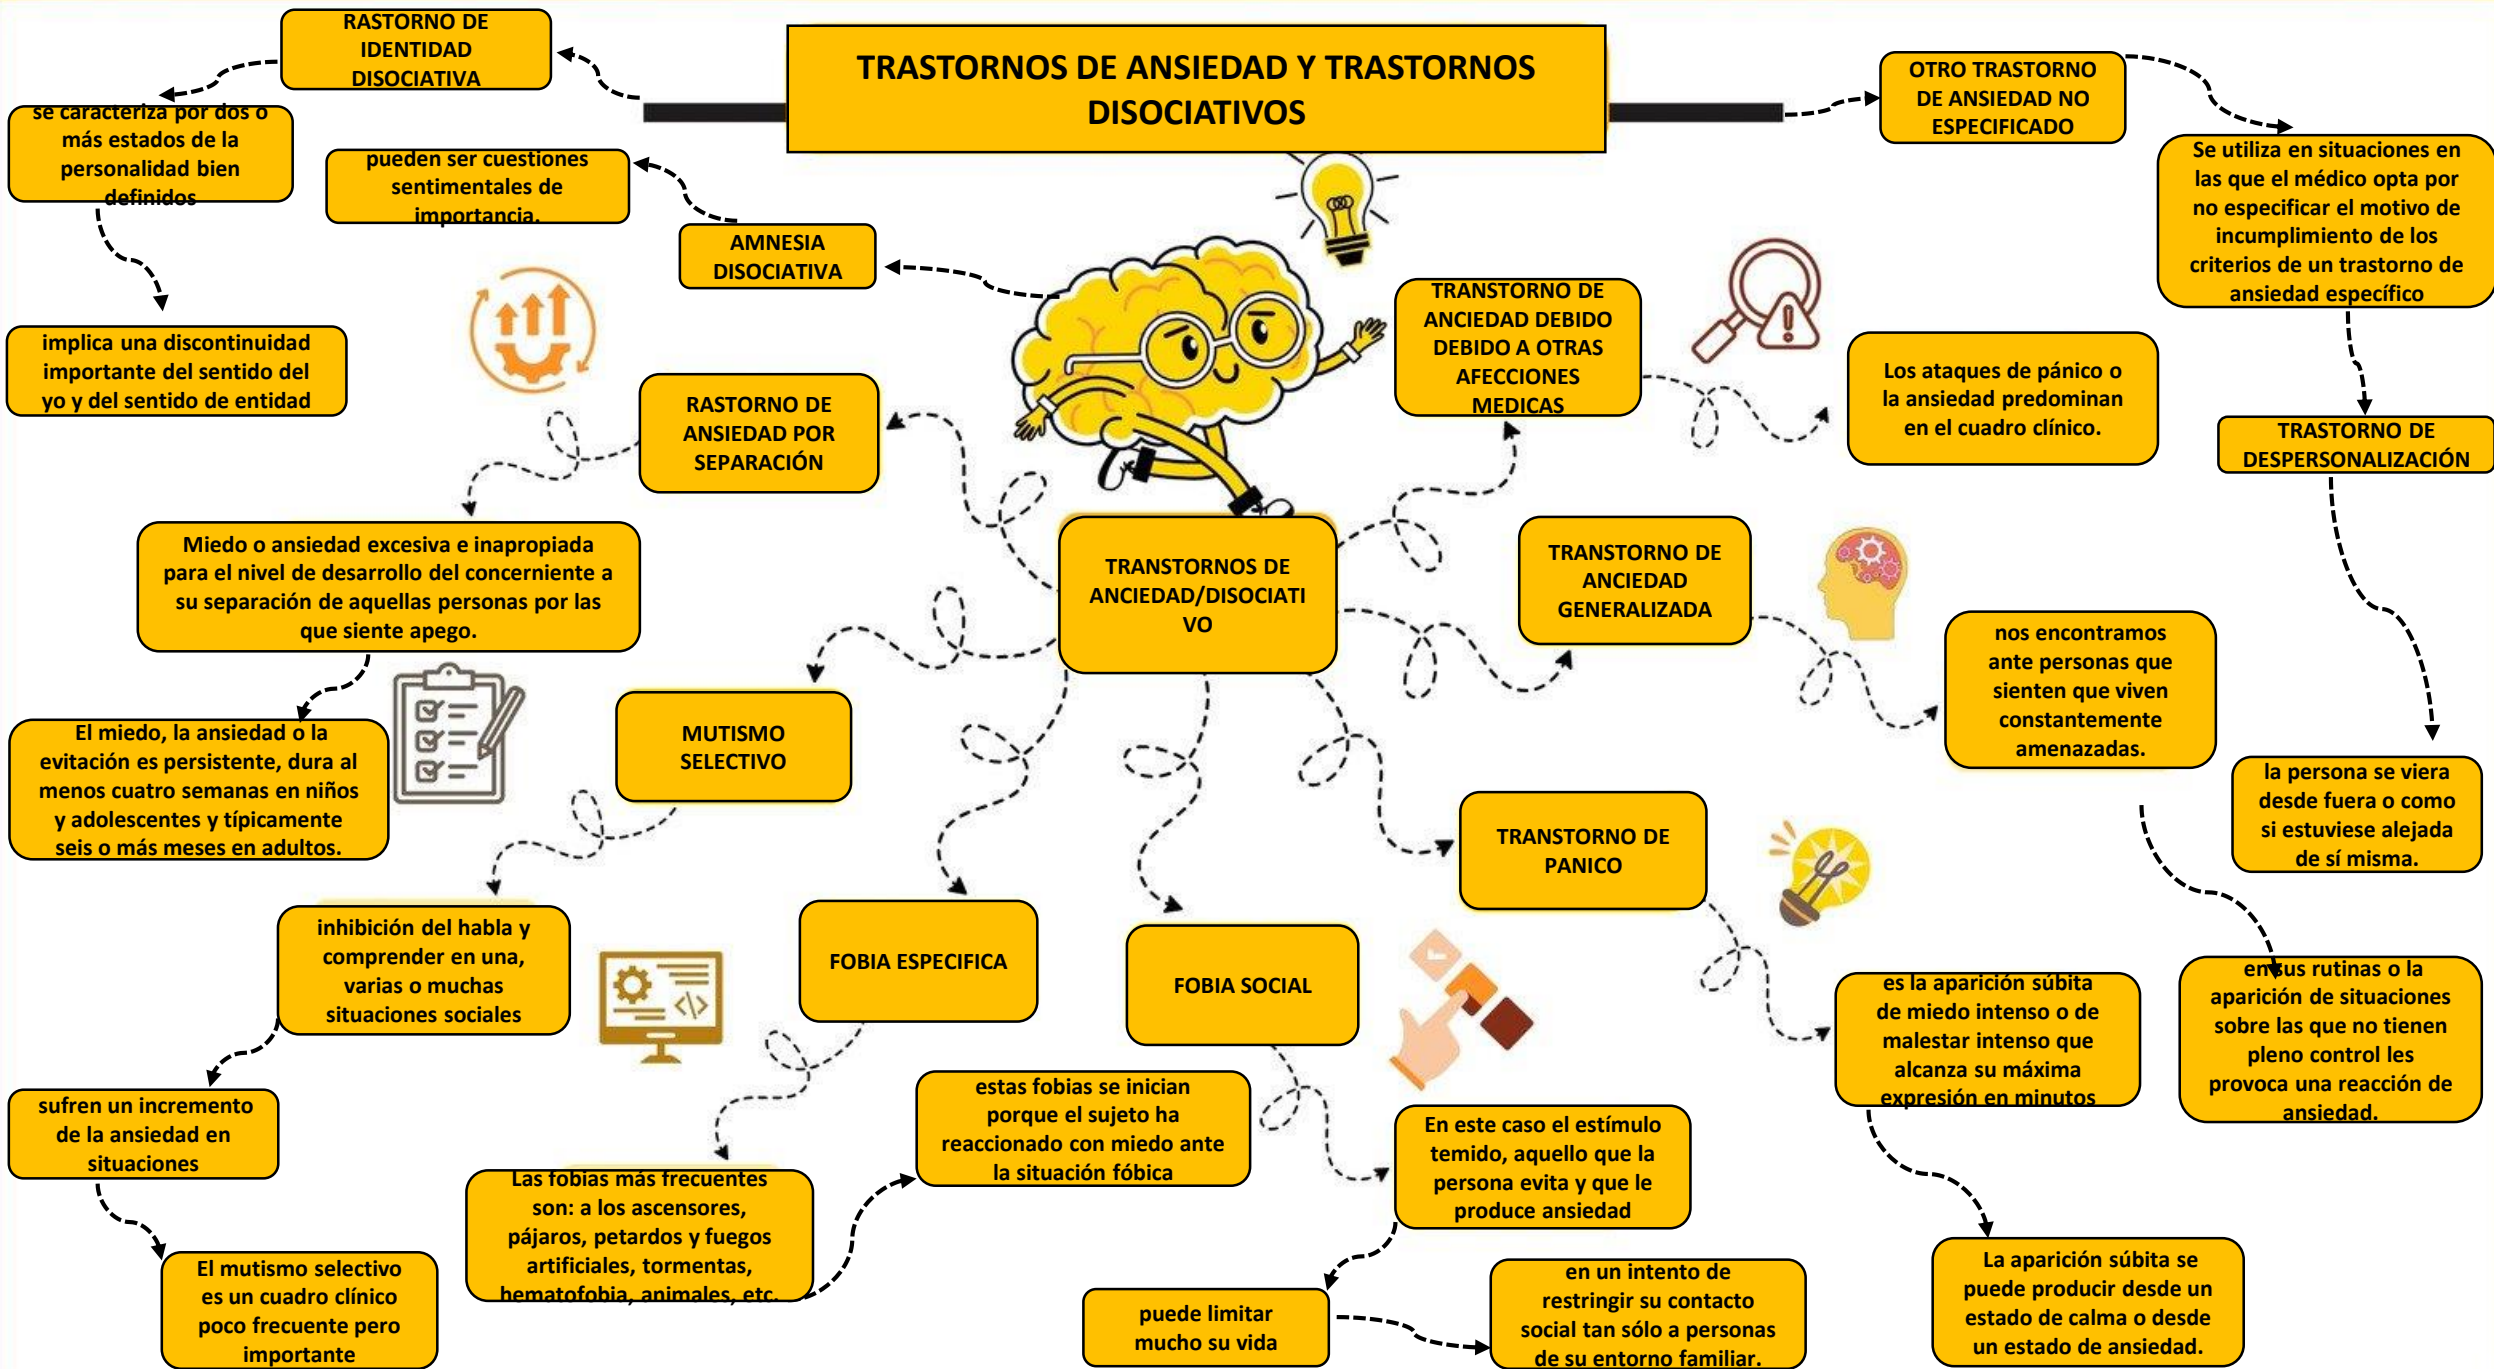 TRASTORNOS DE ANSIEDAD Y TRASTORNOS
DISOCIATIVOS
RASTORNO DE
IDENTIDAD
DISOCIATIVA
se caracteriza por dos o
más estados de la
personalidad bien
definidos
implica una discontinuidad
importante del sentido del
yo y del sentido de entidad
pueden ser cuestiones
sentimentales de
importancia.
AMNESIA
DISOCIATIVA
OTRO TRASTORNO
DE ANSIEDAD NO
ESPECIFICADO
Se utiliza en situaciones en
las que el médico opta por
no especificar el motivo de
incumplimiento de los
criterios de un trastorno de
ansiedad específico
TRASTORNO DE
DESPERSONALIZACIÓN
la persona se viera
desde fuera o como
si estuviese alejada
de sí misma.
TRANSTORNO DE
ANCIEDAD DEBIDO
DEBIDO A OTRAS
AFECCIONES
MEDICAS
Los ataques de pánico o
la ansiedad predominan
en el cuadro clínico.
RASTORNO DE
ANSIEDAD POR
SEPARACIÓN
Miedo o ansiedad excesiva e inapropiada
para el nivel de desarrollo del concerniente a
su separación de aquellas personas por las
que siente apego.
El miedo, la ansiedad o la
evitación es persistente, dura al
menos cuatro semanas en niños
y adolescentes y típicamente
seis o más meses en adultos.
TRANSTORNOS DE
ANCIEDAD/DISOCIATI
VO
TRANSTORNO DE
ANCIEDAD
GENERALIZADA
nos encontramos
ante personas que
sienten que viven
constantemente
amenazadas.
en sus rutinas o la
aparición de situaciones
sobre las que no tienen
pleno control les
provoca una reacción de
ansiedad.
MUTISMO
SELECTIVO
inhibición del habla y
comprender en una,
varias o muchas
situaciones sociales
sufren un incremento
de la ansiedad en
situaciones
El mutismo selectivo
es un cuadro clínico
poco frecuente pero
importante
FOBIA ESPECIFICA
Las fobias más frecuentes
son: a los ascensores,
pájaros, petardos y fuegos
artificiales, tormentas,
hematofobia, animales, etc.
estas fobias se inician
porque el sujeto ha
reaccionado con miedo ante
la situación fóbica
FOBIA SOCIAL
En este caso el estímulo
temido, aquello que la
persona evita y que le
produce ansiedad
puede limitar
mucho su vida
en un intento de
restringir su contacto
social tan sólo a personas
de su entorno familiar.
TRANSTORNO DE
PANICO
es la aparición súbita
de miedo intenso o de
malestar intenso que
alcanza su máxima
expresión en minutos
La aparición súbita se
puede producir desde un
estado de calma o desde
un estado de ansiedad.